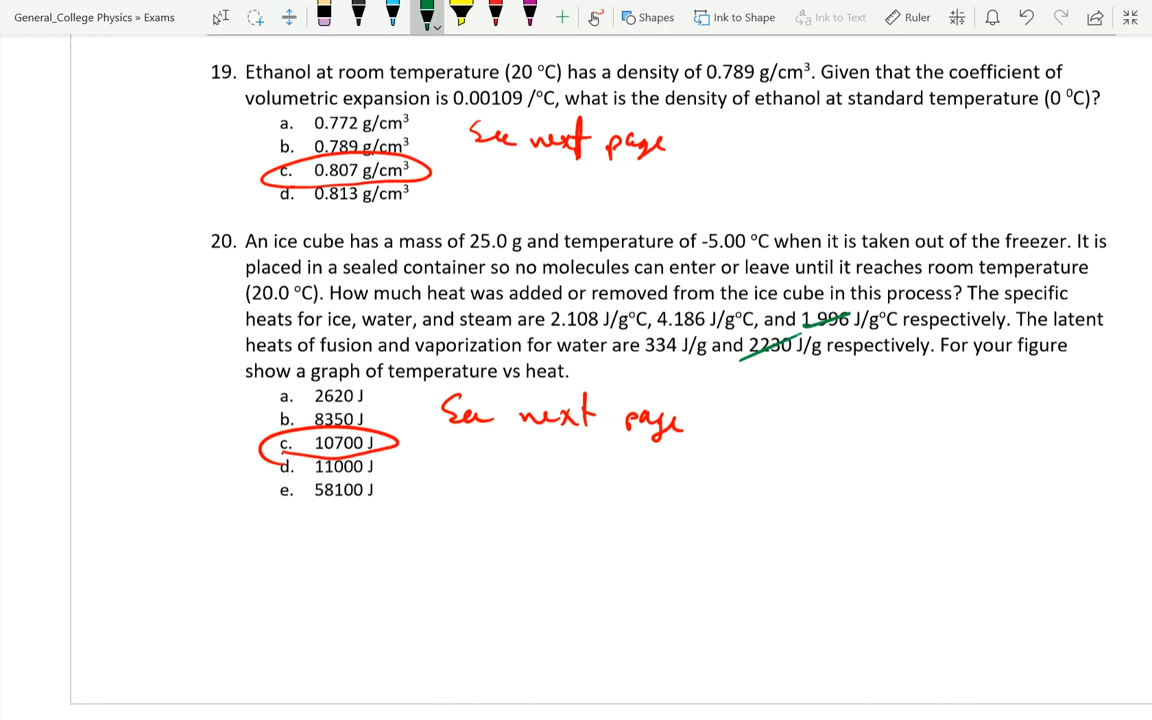 General_College Physics » Exams
Shapes
Ink to Shape
Ink to Text
Ruler
19. Ethanol at room temperature (20 ºC) has a density of 0.789 g/cm³. Given that the coefficient of
volumetric expansion is 0.00109 /ºC, what is the density of ethanol at standard temperature (0 ⁰C)?
a. 0.772 g/cm³
b. 0.789 g/cm³
c. 0.807 g/cm³
d. 0.813 g/cm³
See next page
20. An ice cube has a mass of 25.0 g and temperature of -5.00 ºC when it is taken out of the freezer. It is
placed in a sealed container so no molecules can enter or leave until it reaches room temperature
(20.0 ºC). How much heat was added or removed from the ice cube in this process? The specific
heats for ice, water, and steam are 2.108 J/gºC, 4.186 J/gºC, and 1.996 J/gºC respectively. The latent
heats of fusion and vaporization for water are 334 J/g and 2230 J/g respectively. For your figure
show a graph of temperature vs heat.
a. 2620 J
b. 8350 J
c. 10700 J
d. 11000 J
e. 58100 J
See next page